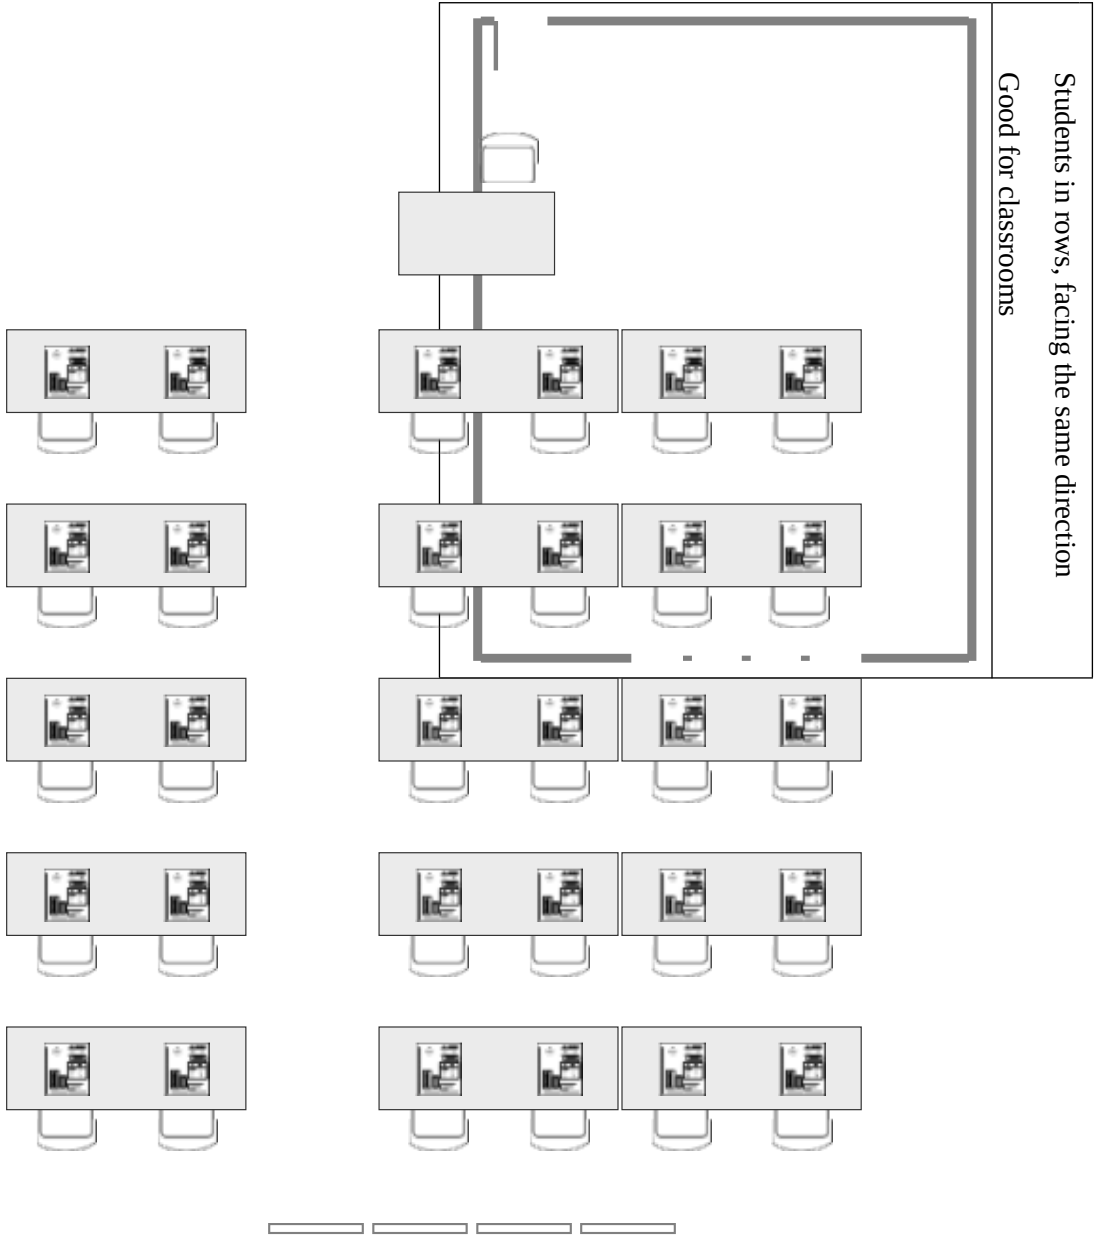 Students in rows, facing the same direction
Good for classrooms